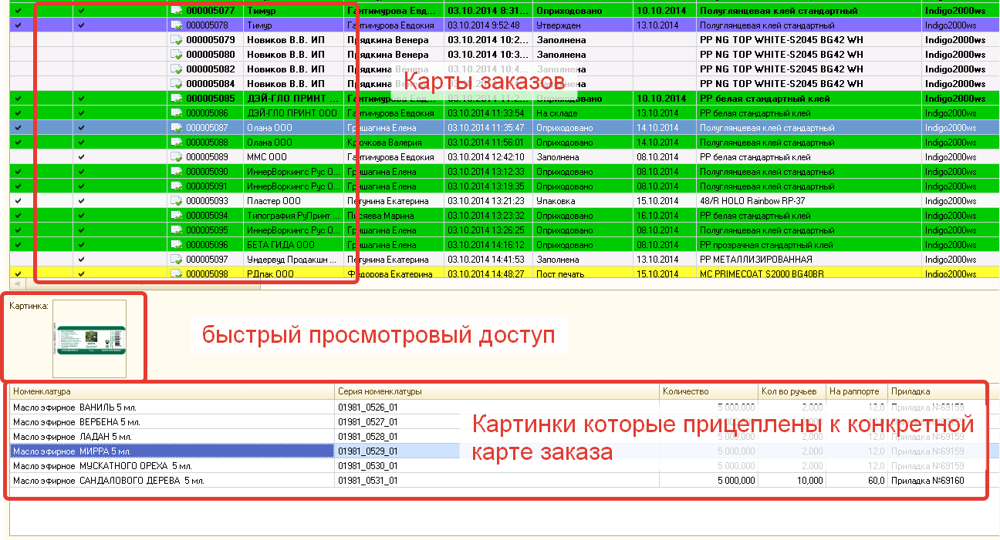 000005077 Тимур Гантимурова Евд... 03.10.2014 8:31... Оприходовано 10.10.2014 Полуглянцевая клей стандартный Indigo2000ws
000005078 Тимур Гантимурова Евдокия 03.10.2014 9:52:48 Утвержден 13.10.2014 Полуглянцевая клей стандартный Indigo2000ws
000005079 Новиков В.В. ИП Прядкина Венера 03.10.2014 10:2... Заполнена PP NG TOP WHITE-S2045 BG42 WH Indigo2000ws
000005080 Новиков В.В. ИП Прядкина Венера 03.10.2014 10:3... Заполнена PP NG TOP WHITE-S2045 BG42 WH Indigo2000ws
000005082 Новиков В.В. ИП Прядкина Венера 03.10.2014 10:4... Заполнена PP NG TOP WHITE-S2045 BG42 WH Indigo2000ws
Карты заказов
000005084 Новиков В.В. ИП Прядкина PP NG TOP WHITE-S2045 BG42 WH Indigo2000ws
000005085 ДЭЙ-ГЛО ПРИНТ ... Гантимурова Евд... 03.10.2014 11:2... Оприходовано 10.10.2014 PP белая стандартный клей Indigo2000ws
000005086 ДЭЙ-ГЛО ПРИНТ ООО Гантимурова Евдокия 03.10.2014 11:33:54 На складе 13.10.2014 PP белая стандартный клей Indigo2000ws
000005087 Олана ООО Гришагина Елена 03.10.2014 11:35:47 Оприходовано 14.10.2014 Полуглянцевая клей стандартный Indigo2000ws
000005088 Олана ООО Крючкова Валерия 03.10.2014 11:56:01 Оприходовано 14.10.2014 Полуглянцевая клей стандартный Indigo2000ws
000005089 ММС ООО Гантимурова Евдокия 03.10.2014 12:42:10 Заполнена 08.10.2014 PP белая стандартный клей Indigo2000ws
000005090 ИннерВоркингс Рус О... Гришагина Елена 03.10.2014 13:12:33 Оприходовано 08.10.2014 Полуглянцевая клей стандартный Indigo2000ws
000005091 ИннерВоркингс Рус О... Гришагина Елена 03.10.2014 13:19:35 Оприходовано 08.10.2014 Полуглянцевая клей стандартный Indigo2000ws
000005093 Пластер ООО Петунина Екатерина 03.10.2014 13:21:23 Упаковка 15.10.2014 48/R HOLO Rainbow RP-37 Indigo2000ws
000005094 Типография РуПринт ... Писяева Марина 03.10.2014 13:23:32 Оприходовано 16.10.2014 PP белая стандартный клей Indigo2000ws
000005095 ИннерВоркингс Рус О... Гришагина Елена 03.10.2014 13:26:25 Оприходовано 08.10.2014 Полуглянцевая клей стандартный Indigo2000ws
000005096 БЕТА ГИДА ООО Гришагина Елена 03.10.2014 14:16:12 Оприходовано 08.10.2014 PP прозрачная стандартный клей Indigo2000ws
000005097 Ундервуд Продакшн ... Петунина Екатерина 03.10.2014 14:41:53 Заполнена 13.10.2014 PP МЕТАЛЛИЗИРОВАННАЯ Indigo2000ws
000005098 РДпак ООО Федорова Екатерина 03.10.2014 14:48:27 Пост печать 15.10.2014 MC PRIMECOAT S2000 BG40BR Indigo2000ws
Картинка:
быстрый просмотровый доступ
Номенклатура Серия номенклатуры Количество Кол во ручьев На раппорте Приладка
Масло эфирное ВАНИЛЬ 5 мл. 01981_0526_01 5 000,000 2,000 12,0 Приладка №69159
Масло эфирное ВЕРБЕНА 5 мл. 01981_0527_01
Картинки которые прицеплены к конкретной
Масло эфирное ЛАДАН 5 мл. 01981_0528_01 5 000,000 2,000 12,0 Приладка №69159
Масло эфирное МИРРА 5 мл. 01981_0529_01 5 000,000 2,000 12,0 Приладка №69159
карте заказа
Масло эфирное МУСКАТНОГО ОРЕХА 5 мл. 01981_0530_01 5 000,000 2,000 12,0 Приладка №69159
Масло эфирное САНДАЛОВОГО ДЕРЕВА 5 мл. 01981_0531_01 5 000,000 10,000 60,0 Приладка №69160